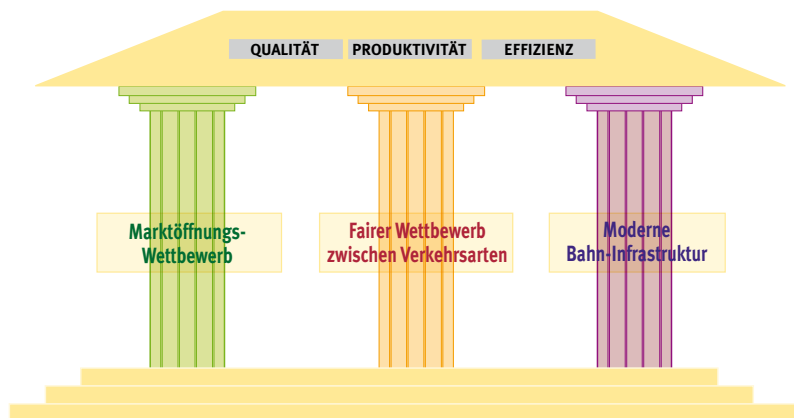 QUALITÄT PRODUKTIVITÄT EFFIZIENZ
Marktöffnungs-
Wettbewerb
Fairer Wettbewerb
zwischen Verkehrsarten
Moderne
Bahn-Infrastruktur